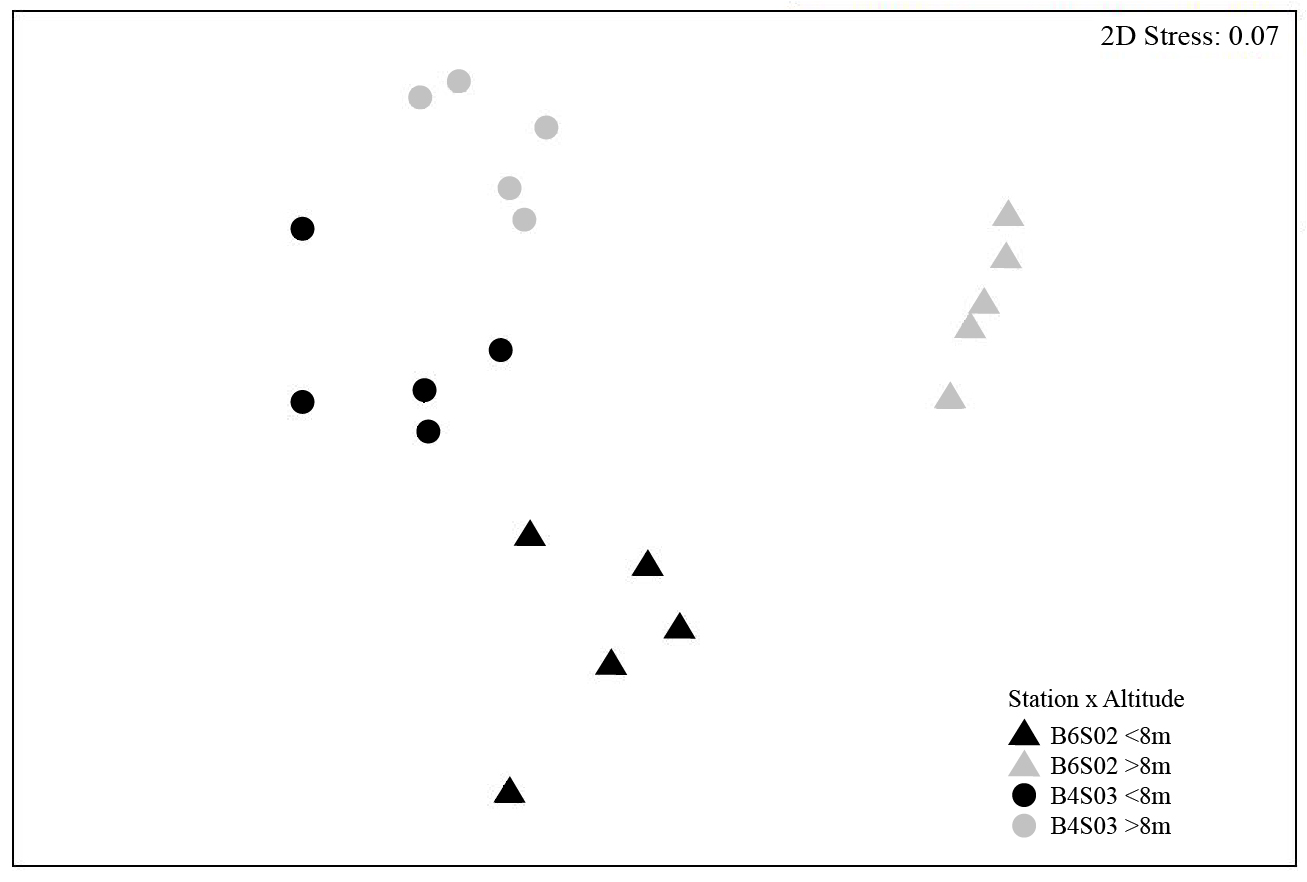 2D Stress: 0.07
Station x Altitude
B6S02 <8m
B6S02 >8m
B4S03 <8m
B4S03 >8m